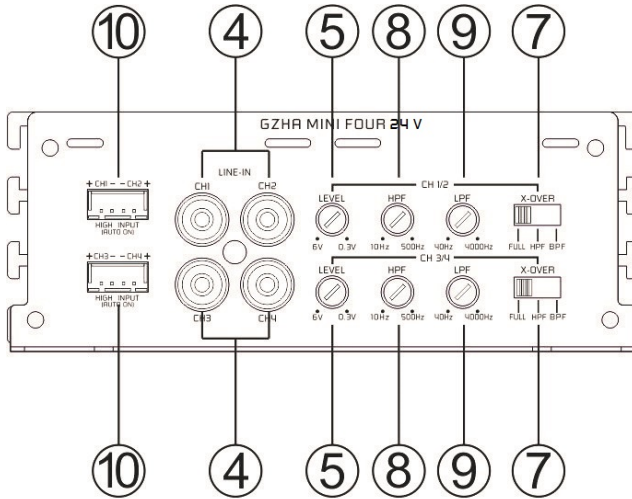 10 4 5 8 9 7
GZHA MINI FOUR 24 V
+ CH1 - - CH2 +
HIGH INPUT
(AUTO ON)
LINE-IN
CH1 CH2
CH 1/2
LEVEL HPF LPF X-OVER
6V 0.3V 10Hz 500Hz 40Hz 4000Hz FULL HPF BPF
+CH3- -CH4+
HIGH INPUT
(AUTO ON)
CH3 CH4
CH 3/4
LEVEL HPF LPF X-OVER
6V 0.3V 10Hz 500Hz 40Hz 4000Hz FULL HPF BPF
10 4 5 8 9 7